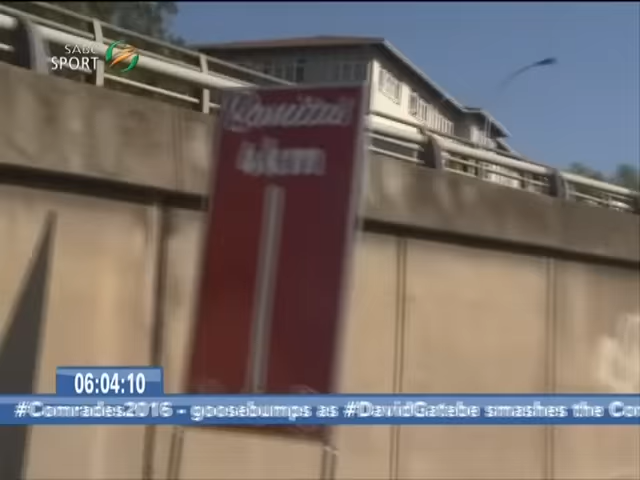 SABC
SPORT
06:04:10
#Comrades2016 - goosebumps as #DavidGatebe smashes the Co